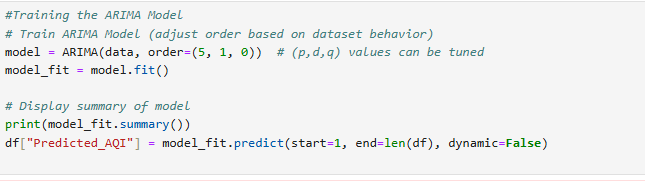 #Training the ARIMA Model
# Train ARIMA Model (adjust order based on dataset behavior)
model = ARIMA(data, order=(5, 1, 0))  # (p,d,q) values can be tuned
model_fit = model.fit()
# Display summary of model
print(model_fit.summary())
df["Predicted_AQI"] = model_fit.predict(start=1, end=len(df), dynamic=False)